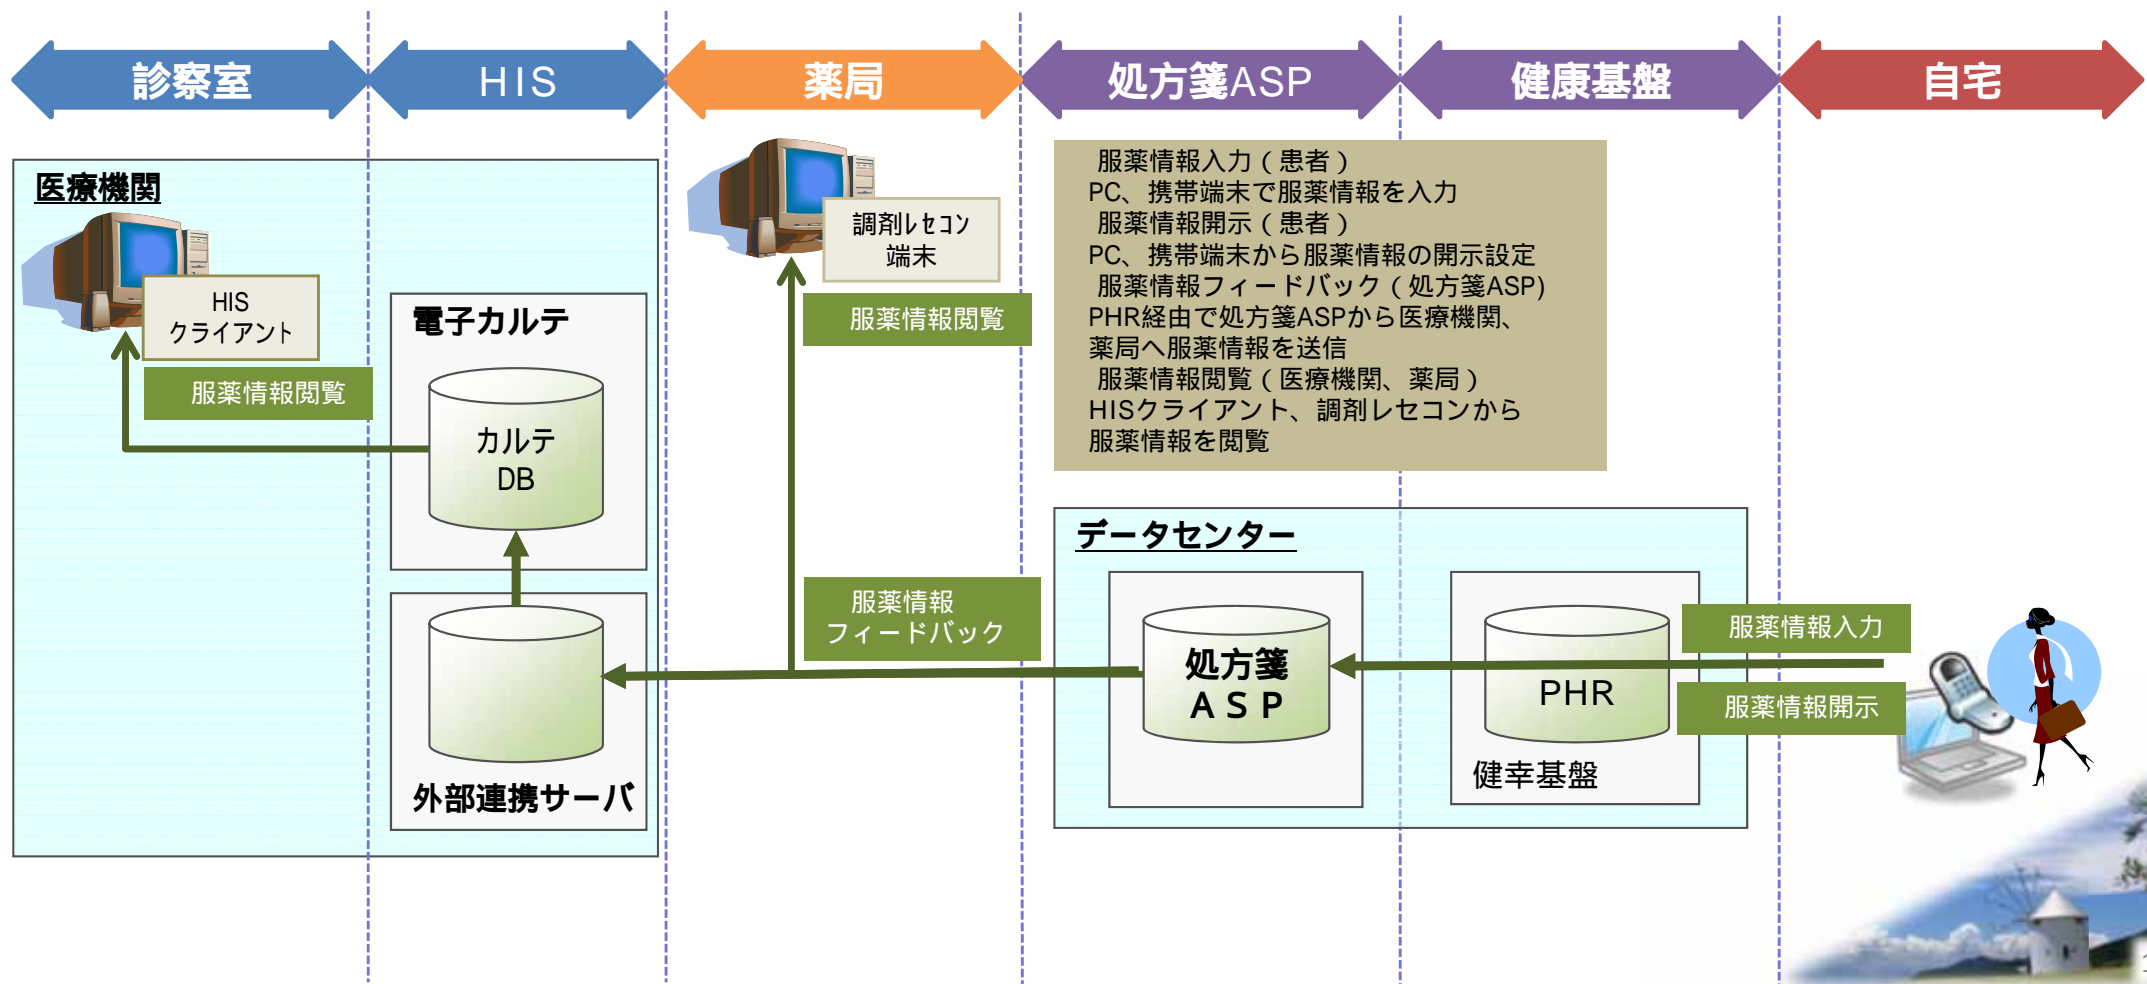 診察室
HIS
薬局
処方箋ASP
健康基盤
自宅
医療機関
HIS
クライアント
服薬情報閲覧
電子カルテ
カルテ
DB
外部連携サーバ
調剤レセコン
端末
服薬情報閲覧
服薬情報
フィードバック
服薬情報入力（患者）
PC、携帯端末で服薬情報を入力
服薬情報開示（患者）
PC、携帯端末から服薬情報の開示設定
服薬情報フィードバック（処方箋ASP)
PHR経由で処方箋ASPから医療機関、
薬局へ服薬情報を送信
服薬情報閲覧（医療機関、薬局）
HISクライアント、調剤レセコンから
服薬情報を閲覧
データセンター
処方箋
ＡＳＰ
PHR
健幸基盤
服薬情報入力
服薬情報開示